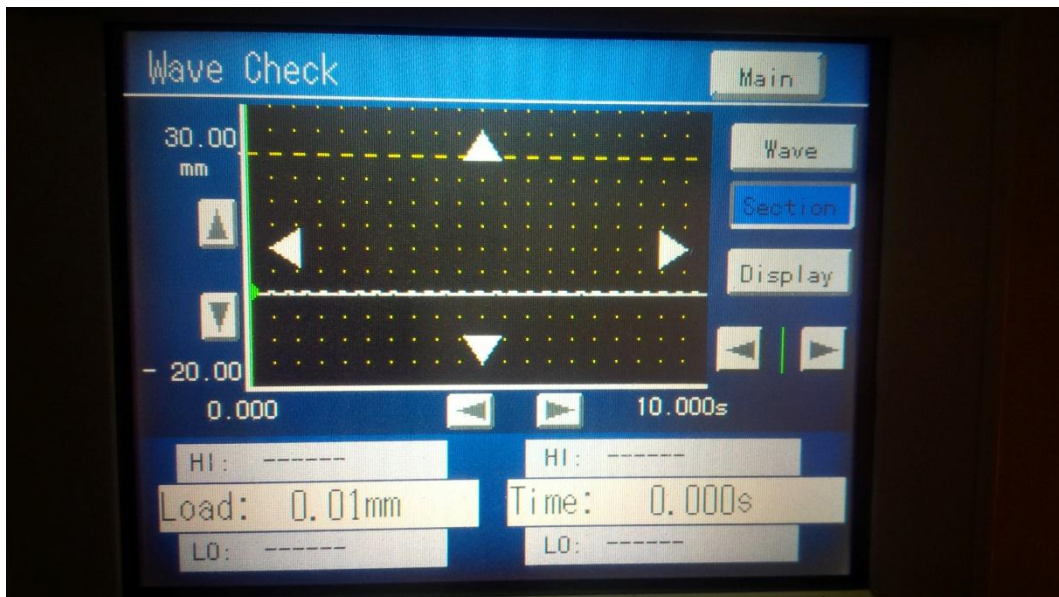 Wave Check
Main
30.00
mm
Wave
Section
Display
- 20.00
0.000
10.000s
HI: ------
HI: ------
Load: 0.01mm
Time: 0.000s
LO: ------
LO: ------